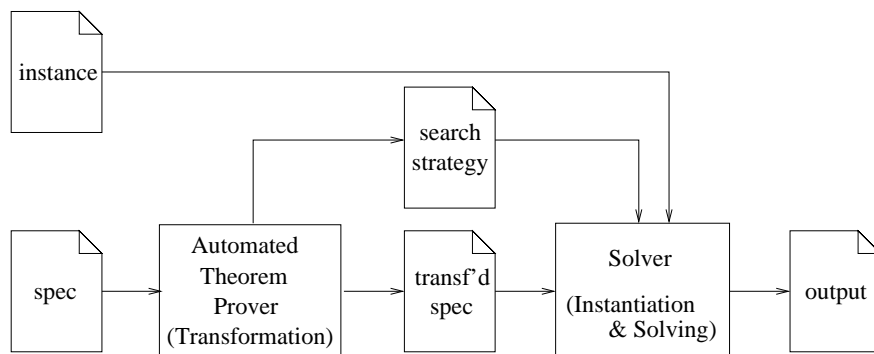 instance
search
strategy
spec
Automated
Theorem
Prover
(Transformation)
transf'd
spec
Solver
(Instantiation
& Solving)
output